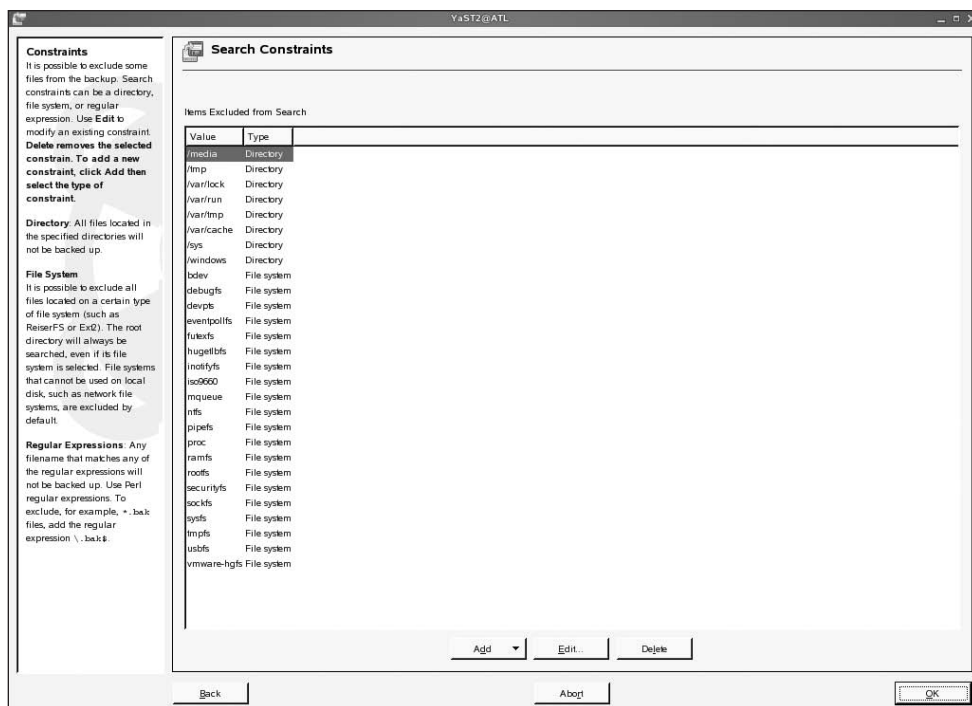 YaST2@ATL
Constraints
It is possible to exclude some
files from the backup. Search
constraints can be a directory,
file system, or regular
expression. Use Edit to
modify an existing constraint.
Delete removes the selected
constrain. To add a new
constraint, click Add then
select the type of
constraint.
Directory: All files located in
the specified directories will
not be backed up.
File System
It is possible to exclude all
files located on a certain type
of file system (such as
ReiserFS or Ext2). The root
directory will always be
searched, even if its file
system is selected. File systems
that cannot be used on local
disk, such as network file
systems, are excluded by
default.
Regular Expressions: Any
filename that matches any of
the regular expressions will
not be backed up. Use Perl
regular expressions. To
exclude, for example, *.bak
files, add the regular
expression \.bak$.
Search Constraints
Items Excluded from Search
Value Type
/media Directory
/tmp Directory
/var/lock Directory
/var/run Directory
/var/tmp Directory
/var/cache Directory
/sys Directory
/windows Directory
bdev File system
debugfs File system
devpts File system
eventpollfs File system
futexfs File system
hugetlbfs File system
inotifyfs File system
iso9660 File system
mqueue File system
ntfs File system
pipefs File system
proc File system
ramfs File system
rootfs File system
securityfs File system
sockfs File system
sysfs File system
tmpfs File system
usbfs File system
vmware-hgfs File system
Add Edit... Delete
Back Abort OK